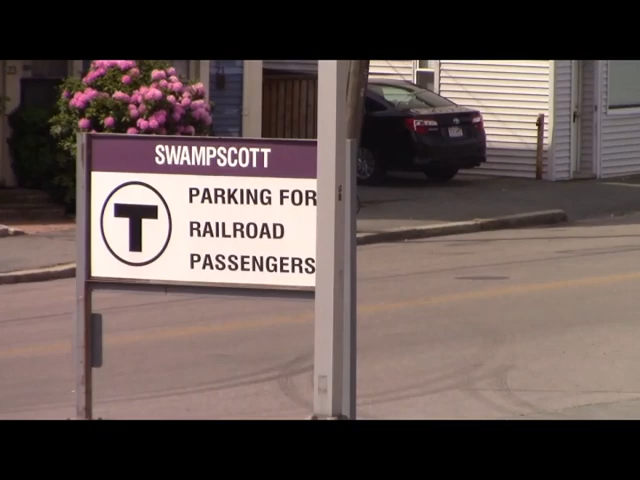 SWAMPSCOTT
T
PARKING FOR
RAILROAD
PASSENGERS